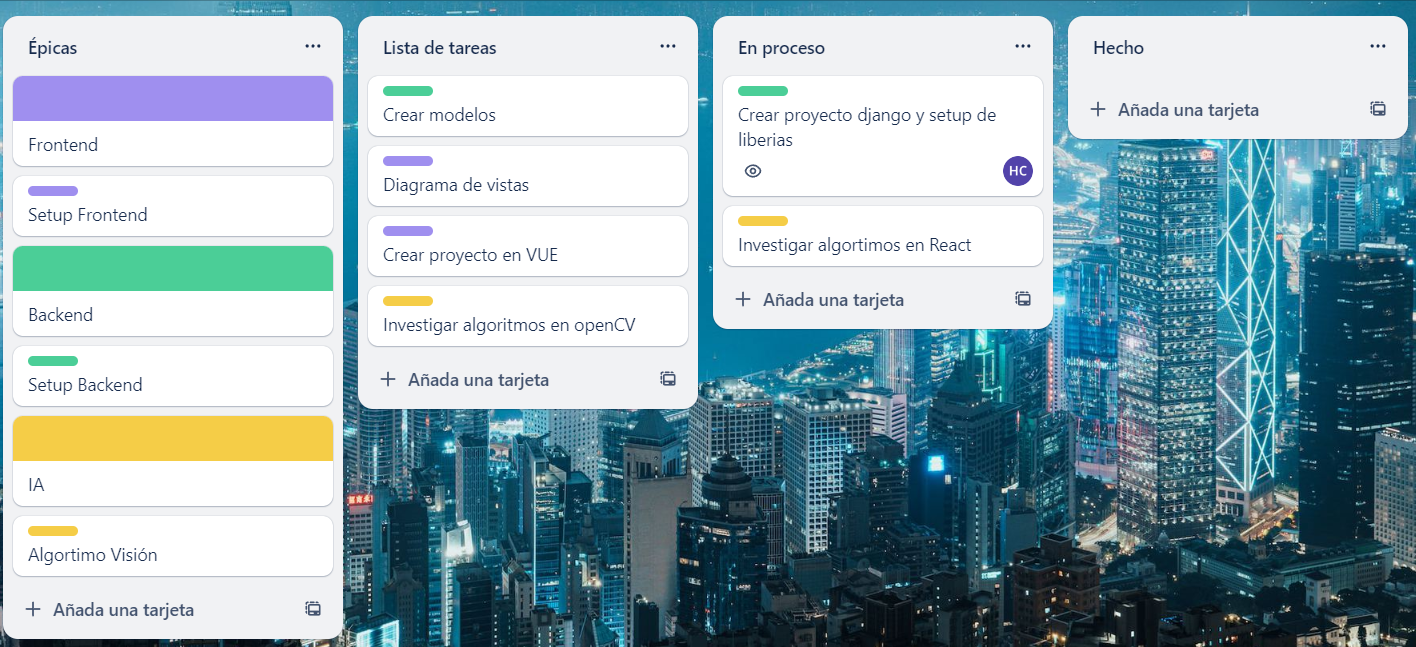 Épicas
Frontend
Setup Frontend
Backend
Setup Backend
IA
Algortimo Visión
Añada una tarjeta
Lista de tareas
Crear modelos
Diagrama de vistas
Crear proyecto en VUE
Investigar algoritmos en openCV
Añada una tarjeta
En proceso
Crear proyecto django y setup de
liberias
HC
Investigar algortimos en React
Añada una tarjeta
Hecho
Añada una tarjeta